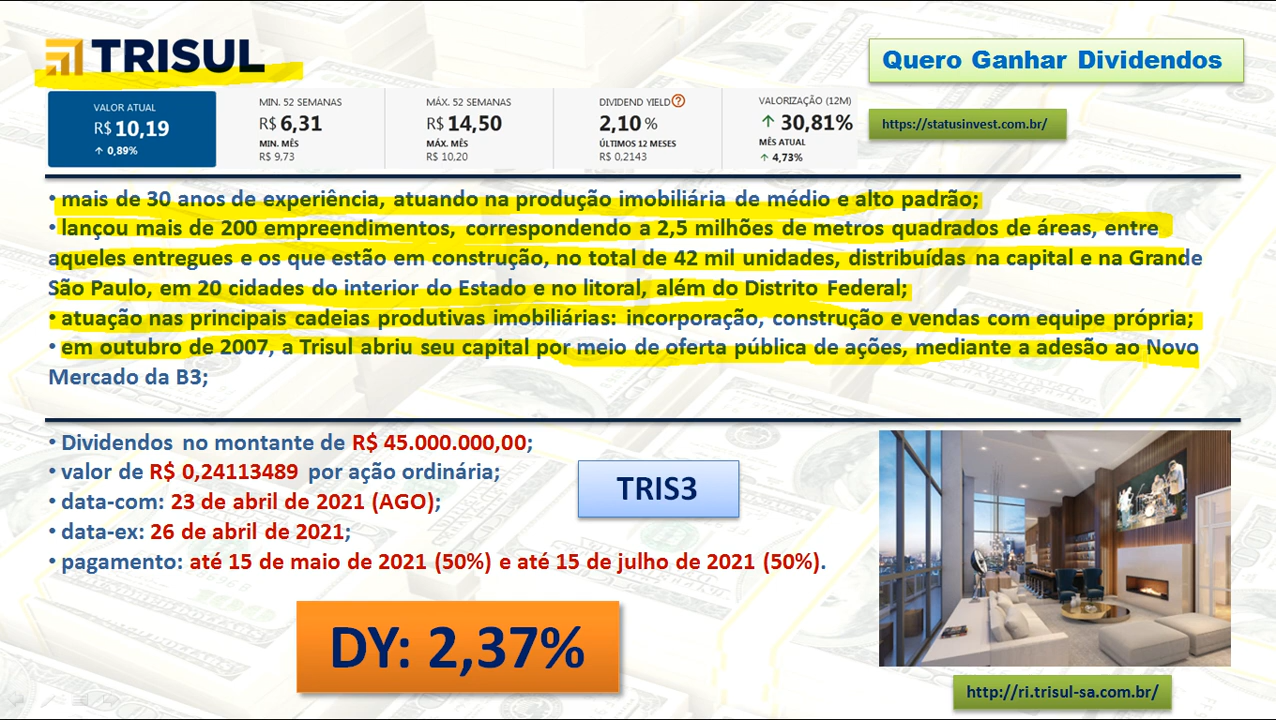 TRISUL
Quero Ganhar Dividendos
VALOR ATUAL
R$ 10,19
↑ 0,89%
MIN. 52 SEMANAS
R$ 6,31
MIN. MÊS
R$ 9,73
MÁX. 52 SEMANAS
R$ 14,50
MÁX. MÊS
R$ 10,20
DIVIDEND YIELD?
2,10 %
ÚLTIMOS 12 MESES
R$ 0,2143
VALORIZAÇÃO (12M)
↑ 30,81%
MÊS ATUAL
↑ 4,73%
https://statusinvest.com.br/
• mais de 30 anos de experiência, atuando na produção imobiliária de médio e alto padrão;
• lançou mais de 200 empreendimentos, correspondendo a 2,5 milhões de metros quadrados de áreas, entre
aqueles entregues e os que estão em construção, no total de 42 mil unidades, distribuídas na capital e na Grande
São Paulo, em 20 cidades do interior do Estado e no litoral, além do Distrito Federal;
• atuação nas principais cadeias produtivas imobiliárias: incorporação, construção e vendas com equipe própria;
• em outubro de 2007, a Trisul abriu seu capital por meio de oferta pública de ações, mediante a adesão ao Novo
Mercado da B3;
• Dividendos no montante de R$ 45.000.000,00;
• valor de R$ 0,24113489 por ação ordinária;
• data-com: 23 de abril de 2021 (AGO);
• data-ex: 26 de abril de 2021;
• pagamento: até 15 de maio de 2021 (50%) e até 15 de julho de 2021 (50%).
TRIS3
DY: 2,37%
http://ri.trisul-sa.com.br/